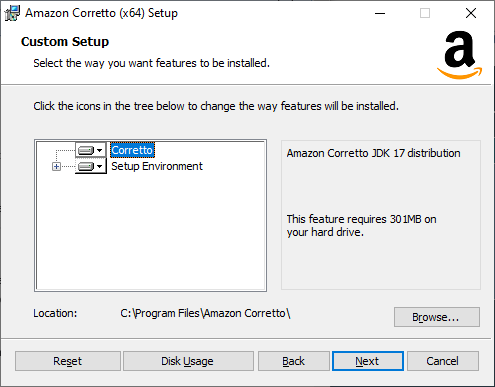 Amazon Corretto (x64) Setup
Custom Setup
Select the way you want features to be installed.
a
Click the icons in the tree below to change the way features will be installed.
Corretto
Setup Environment
Amazon Corretto JDK 17 distribution
This feature requires 301MB on
your hard drive.
Location:
C:\Program Files\Amazon Corretto\
Browse...
Reset
Disk Usage
Back
Next
Cancel